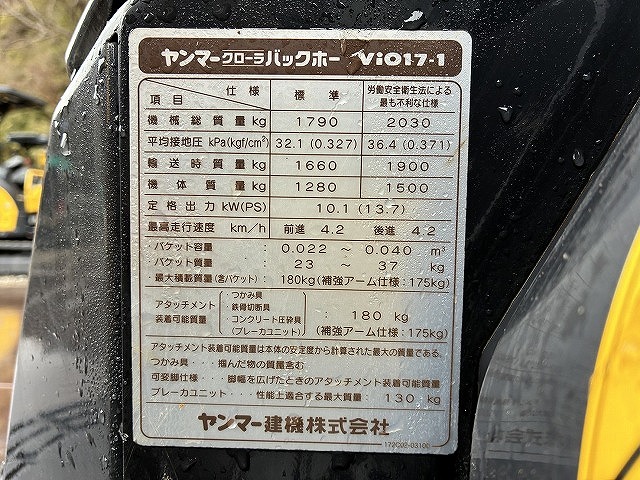 ヤンマークローラバックホー ViO17-1
項目 仕様 標準 労働安全衛生法による最も不利な仕様
機械総質量 kg 1790 2030
平均接地圧 kPa(kgf/cm²) 32.1 (0.327) 36.4 (0.371)
輸送時質量 kg 1660 1900
機体質量 kg 1280 1500
定格出力 kW(PS) 10.1 (13.7)
最高走行速度 km/h 前進 4.2 後進 4.2
・バケット容量 : 0.022 ～ 0.040 m³
・バケット質量 : 23 ～ 37 kg
・最大積載質量(含バケット) : 180kg(補強アーム仕様:175kg)
アタッチメント装着可能質量
つかみ具
鉄骨切断具
コンクリート圧砕具
(ブレーカユニット)
: 180 kg
(補強アーム仕様:175kg)
アタッチメント装着可能質量は本体の安定度から計算された最大の質量である.
つかみ具・・・掴んだ物の質量含む
可変脚仕様・・・脚幅を広げたときのアタッチメント装着可能質量
ブレーカユニット・・・性能上適合する最大質量 : 130 kg
ヤンマー建機株式会社
172C02-03100